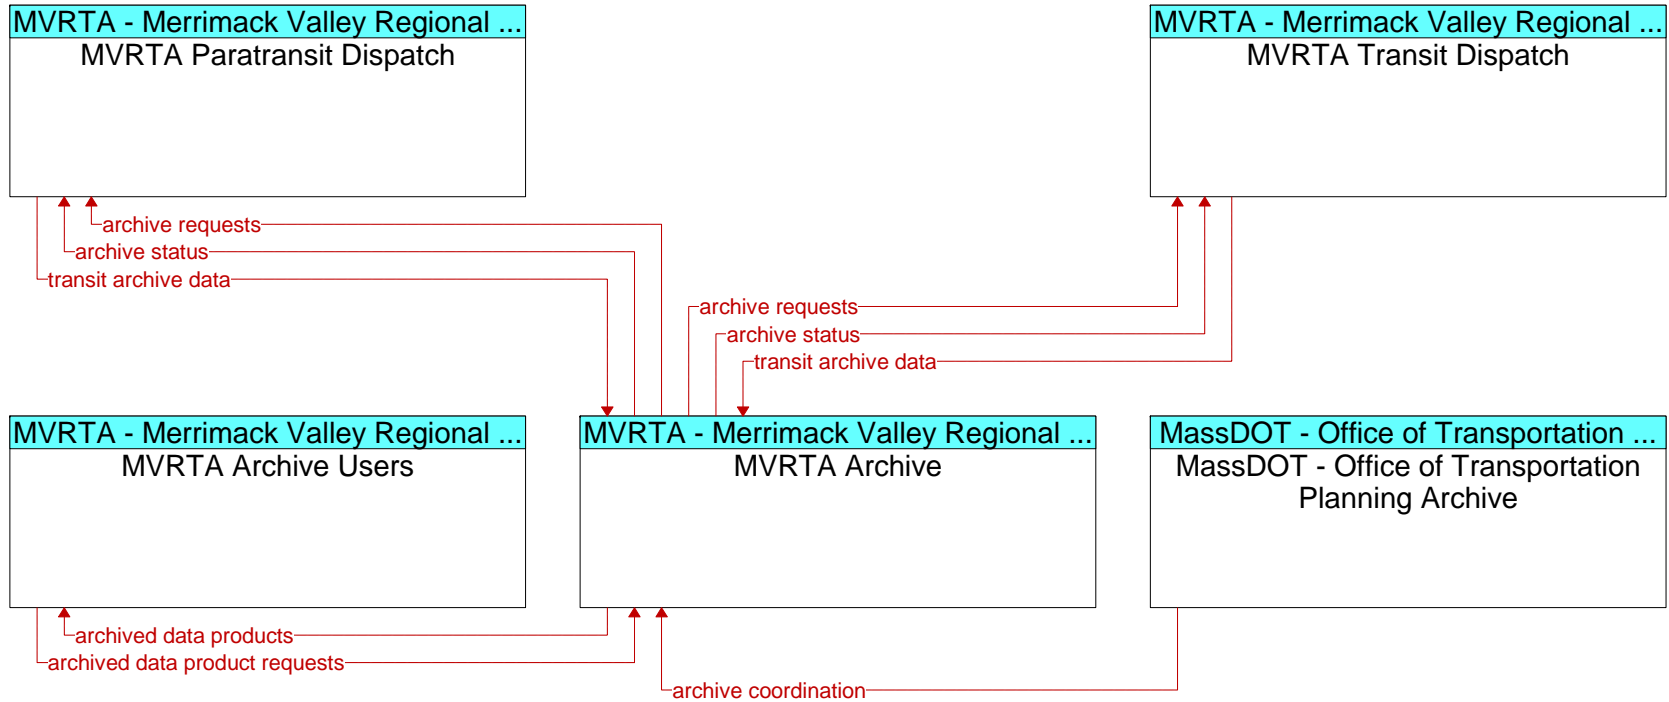 MVRTA - Merrimack Valley Regional ...
MVRTA Paratransit Dispatch
MVRTA - Merrimack Valley Regional ...
MVRTA Transit Dispatch
archive requests
archive status
transit archive data
archive requests
archive status
transit archive data
MVRTA - Merrimack Valley Regional ...
MVRTA Archive Users
MVRTA - Merrimack Valley Regional ...
MVRTA Archive
MassDOT - Office of Transportation ...
MassDOT - Office of Transportation
Planning Archive
archived data products
archived data product requests
archive coordination